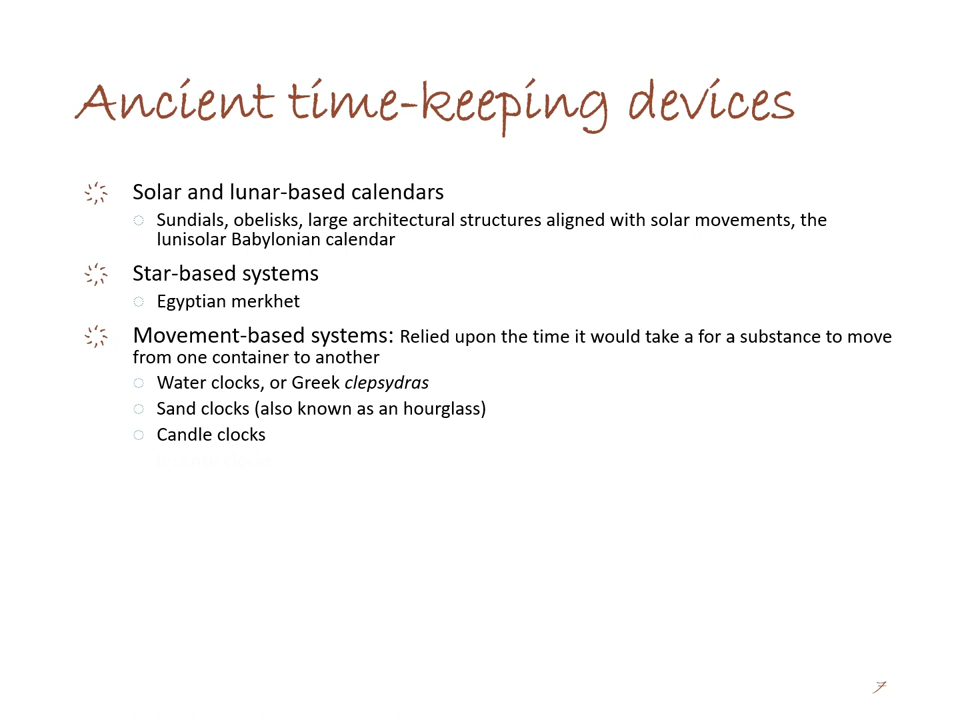 Ancient time-keeping devices
Solar and lunar-based calendars
Sundials, obelisks, large architectural structures aligned with solar movements, the
lunisolar Babylonian calendar
Star-based systems
Egyptian merkhet
Movement-based systems: Relied upon the time it would take a for a substance to move
from one container to another
Water clocks, or Greek clepsydras
Sand clocks (also known as an hourglass)
Candle clocks
7